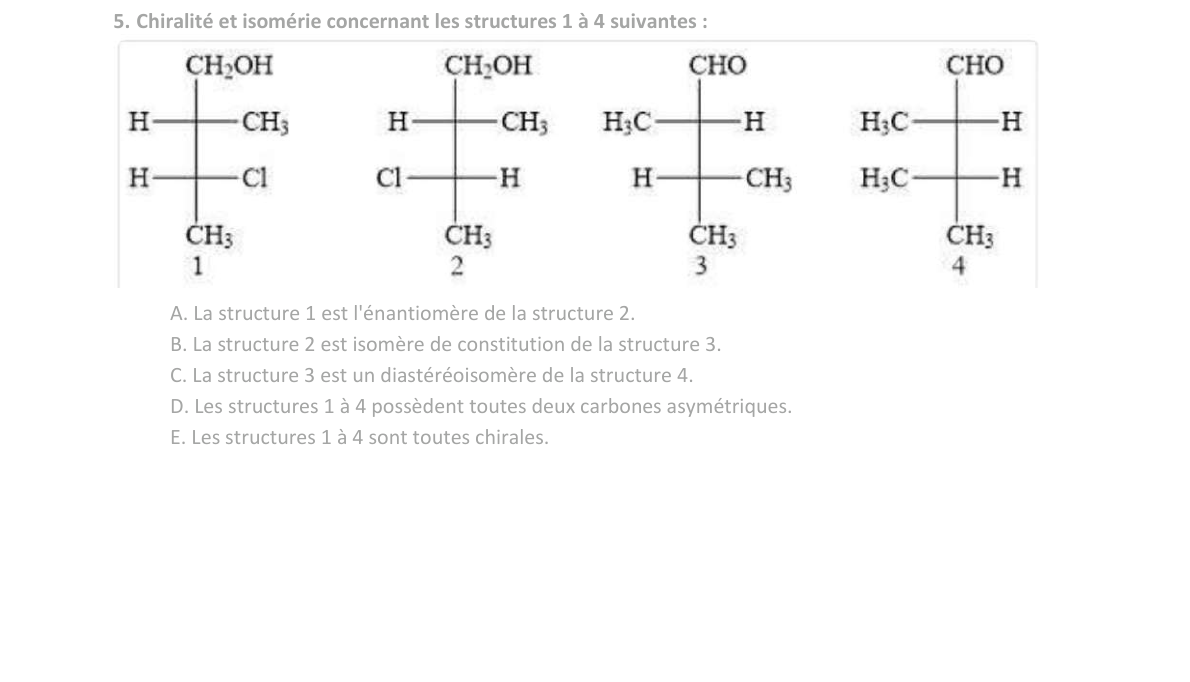 5. Chiralité et isomérie concernant les structures 1 à 4 suivantes :
CH₂OH CH₂OH CHO CHO
H CH₃ H CH₃ H₃C H H₃C H
H Cl Cl H H CH₃ H₃C H
CH₃ CH₃ CH₃ CH₃
1 2 3 4
A. La structure 1 est l'énantiomère de la structure 2.
B. La structure 2 est isomère de constitution de la structure 3.
C. La structure 3 est un diastéréoisomère de la structure 4.
D. Les structures 1 à 4 possèdent toutes deux carbones asymétriques.
E. Les structures 1 à 4 sont toutes chirales.